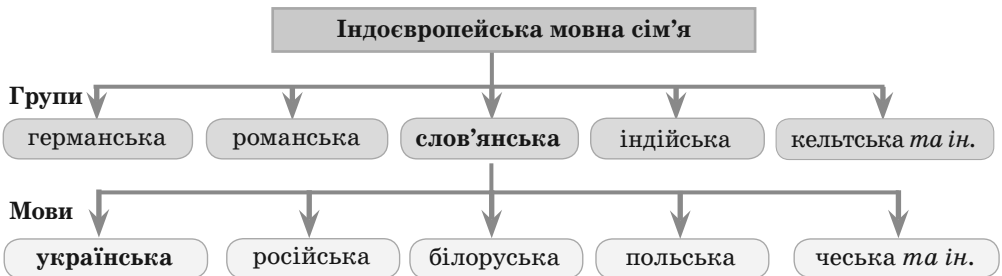 Індоєвропейська мовна сім’я
Групи
германська романська слов’янська індійська кельтська та ін.
Мови
українська російська білоруська польська чеська та ін.